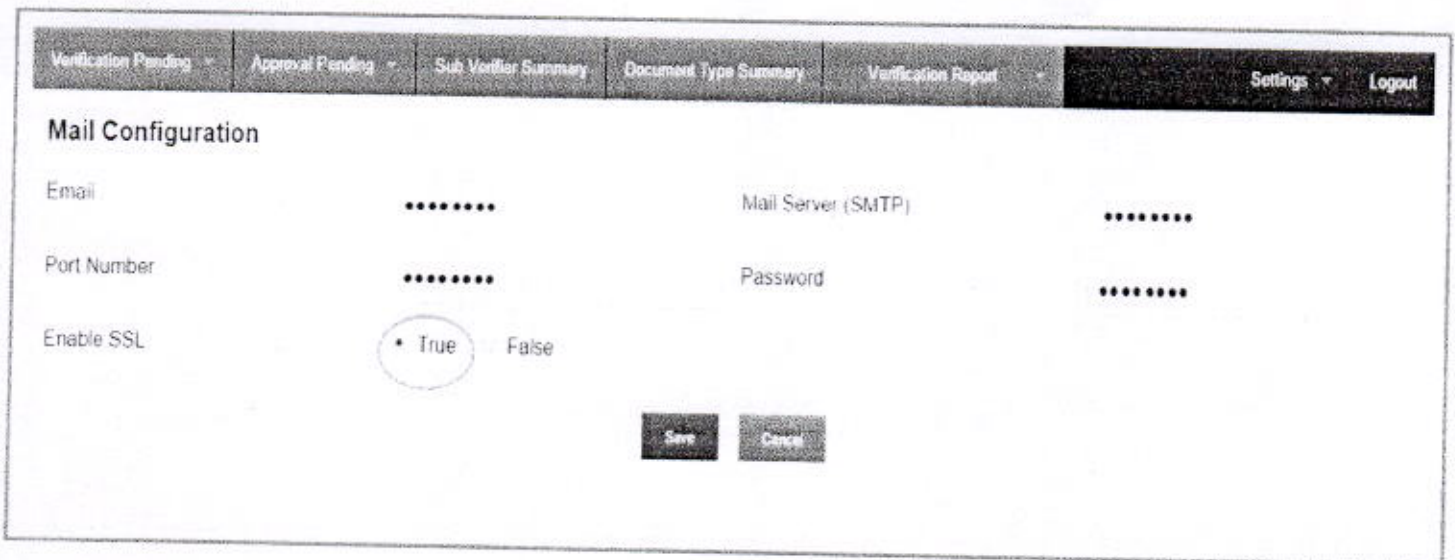 Verification Pending Approval Pending Sub Verifier Summary Document Type Summary Verification Report Settings Logout
Mail Configuration
Email •••••••• Mail Server (SMTP) ••••••••
Port Number •••••••• Password ••••••••
Enable SSL • True False
Save Cancel